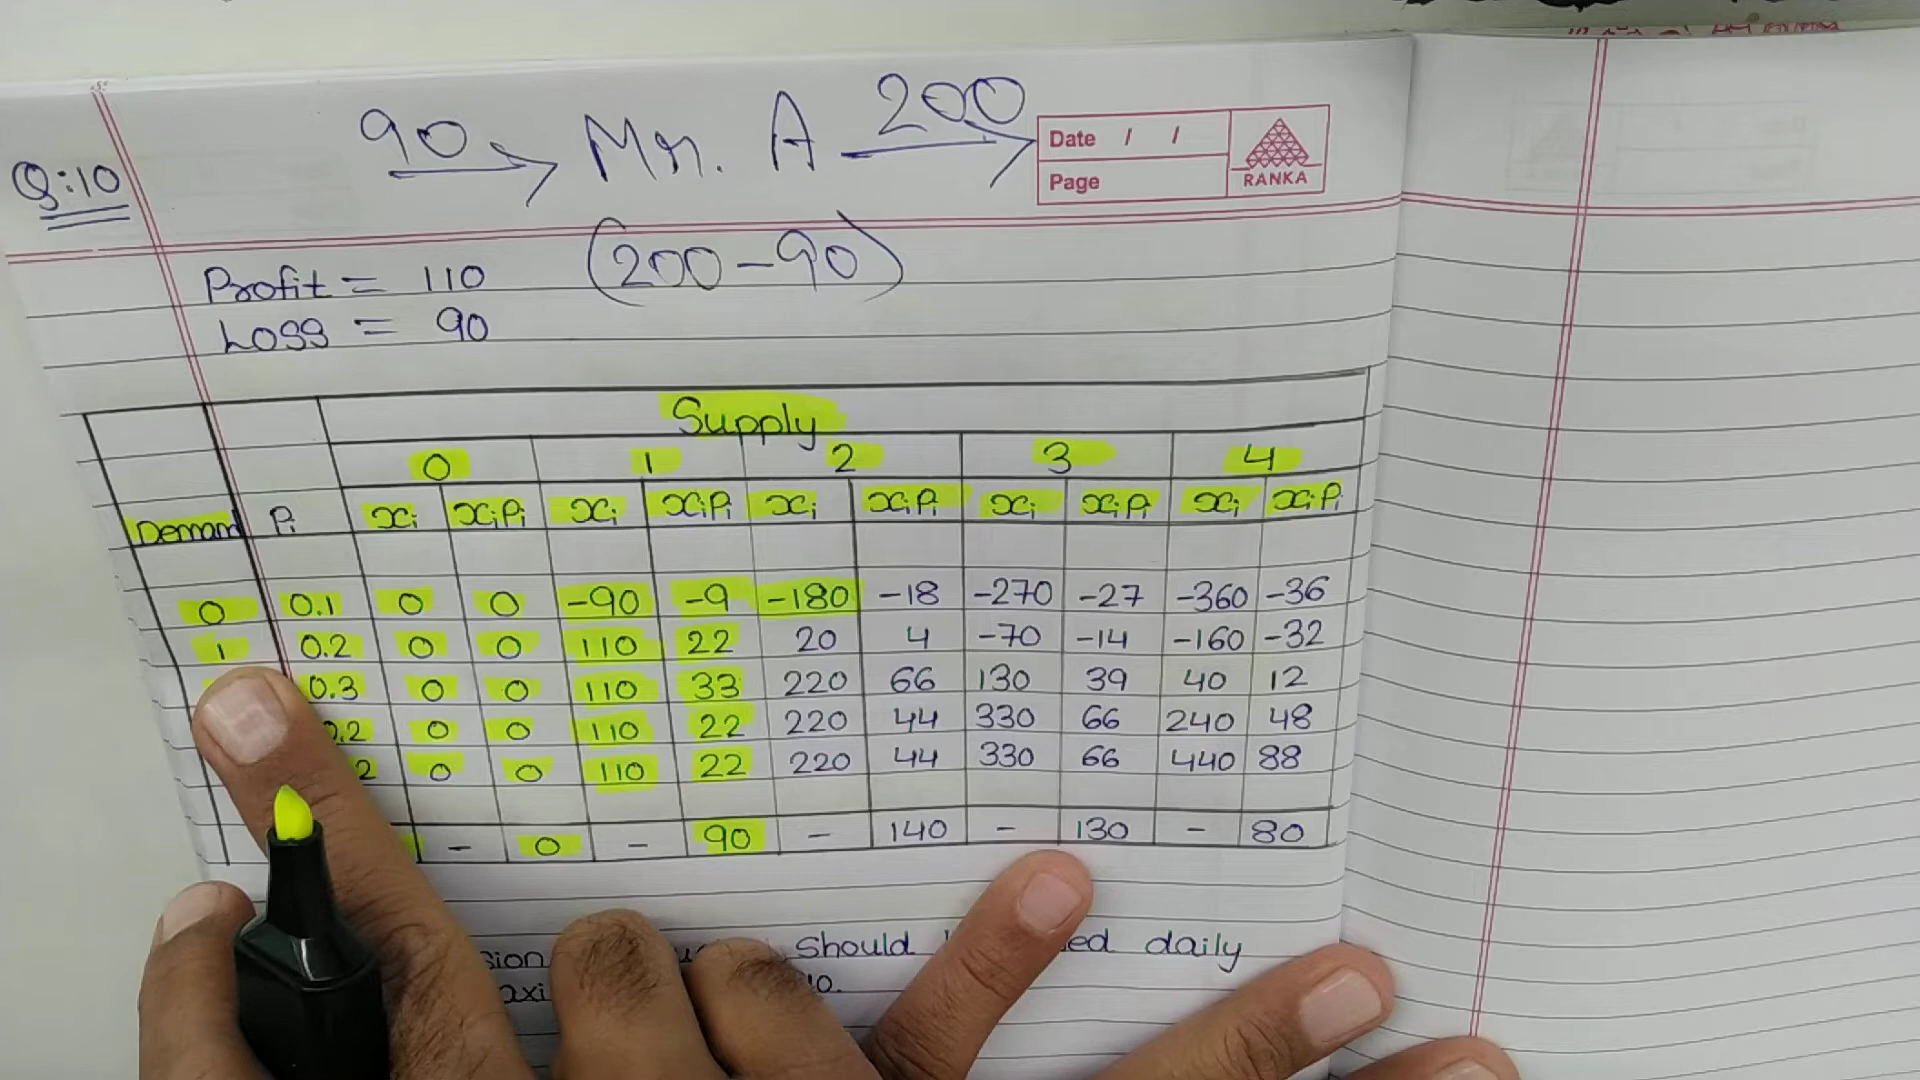 90 Mr. A 200
Date / /
Page
RANKA
Q:10
Profit = 110 (200-90)
Loss = 90
Supply
0 1 2 3 4
Demand Pi xi xiPi xi xiPi xi xiPi xi xiPi xi xiPi
0 0.1 0 0 -90 -9 -180 -18 -270 -27 -360 -36
1 0.2 0 0 110 22 20 4 -70 -14 -160 -32
0.3 0 0 110 33 220 66 130 39 40 12
0.2 0 0 110 22 220 44 330 66 240 48
2 0 0 110 22 220 44 330 66 440 88
- 0 - 90 - 140 - 130 - 80
should daily